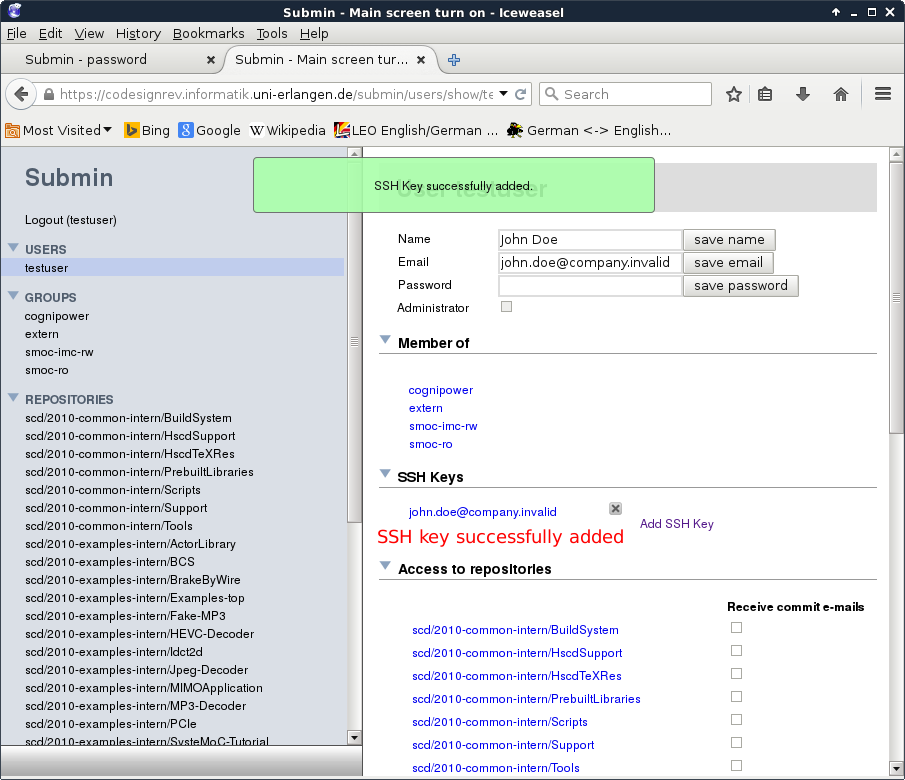 Submin - Main screen turn on - Iceweasel
File Edit View History Bookmarks Tools Help
Submin - password
Submin - Main screen tur...
https://codesignrev.informatik.uni-erlangen.de/submin/users/show/te
Search
Most Visited Bing Google Wikipedia LEO English/German ... German <-> English...
Submin
Logout (testuser)
USERS
testuser
GROUPS
cognipower
extern
smoc-imc-rw
smoc-ro
REPOSITORIES
scd/2010-common-intern/BuildSystem
scd/2010-common-intern/HscdSupport
scd/2010-common-intern/HscdTeXRes
scd/2010-common-intern/PrebuiltLibraries
scd/2010-common-intern/Scripts
scd/2010-common-intern/Support
scd/2010-common-intern/Tools
scd/2010-examples-intern/ActorLibrary
scd/2010-examples-intern/BCS
scd/2010-examples-intern/BrakeByWire
scd/2010-examples-intern/Examples-top
scd/2010-examples-intern/Fake-MP3
scd/2010-examples-intern/HEVC-Decoder
scd/2010-examples-intern/Idct2d
scd/2010-examples-intern/Jpeg-Decoder
scd/2010-examples-intern/MIMOApplication
scd/2010-examples-intern/MP3-Decoder
scd/2010-examples-intern/PCIe
scd/2010-examples-intern/SysteMoC-Tutorial
SSH Key successfully added.
User testuser
Name John Doe save name
Email john.doe@company.invalid save email
Password save password
Administrator
Member of
cognipower
extern
smoc-imc-rw
smoc-ro
SSH Keys
john.doe@company.invalid
Add SSH Key
SSH key successfully added
Access to repositories
Receive commit e-mails
scd/2010-common-intern/BuildSystem
scd/2010-common-intern/HscdSupport
scd/2010-common-intern/HscdTeXRes
scd/2010-common-intern/PrebuiltLibraries
scd/2010-common-intern/Scripts
scd/2010-common-intern/Support
scd/2010-common-intern/Tools